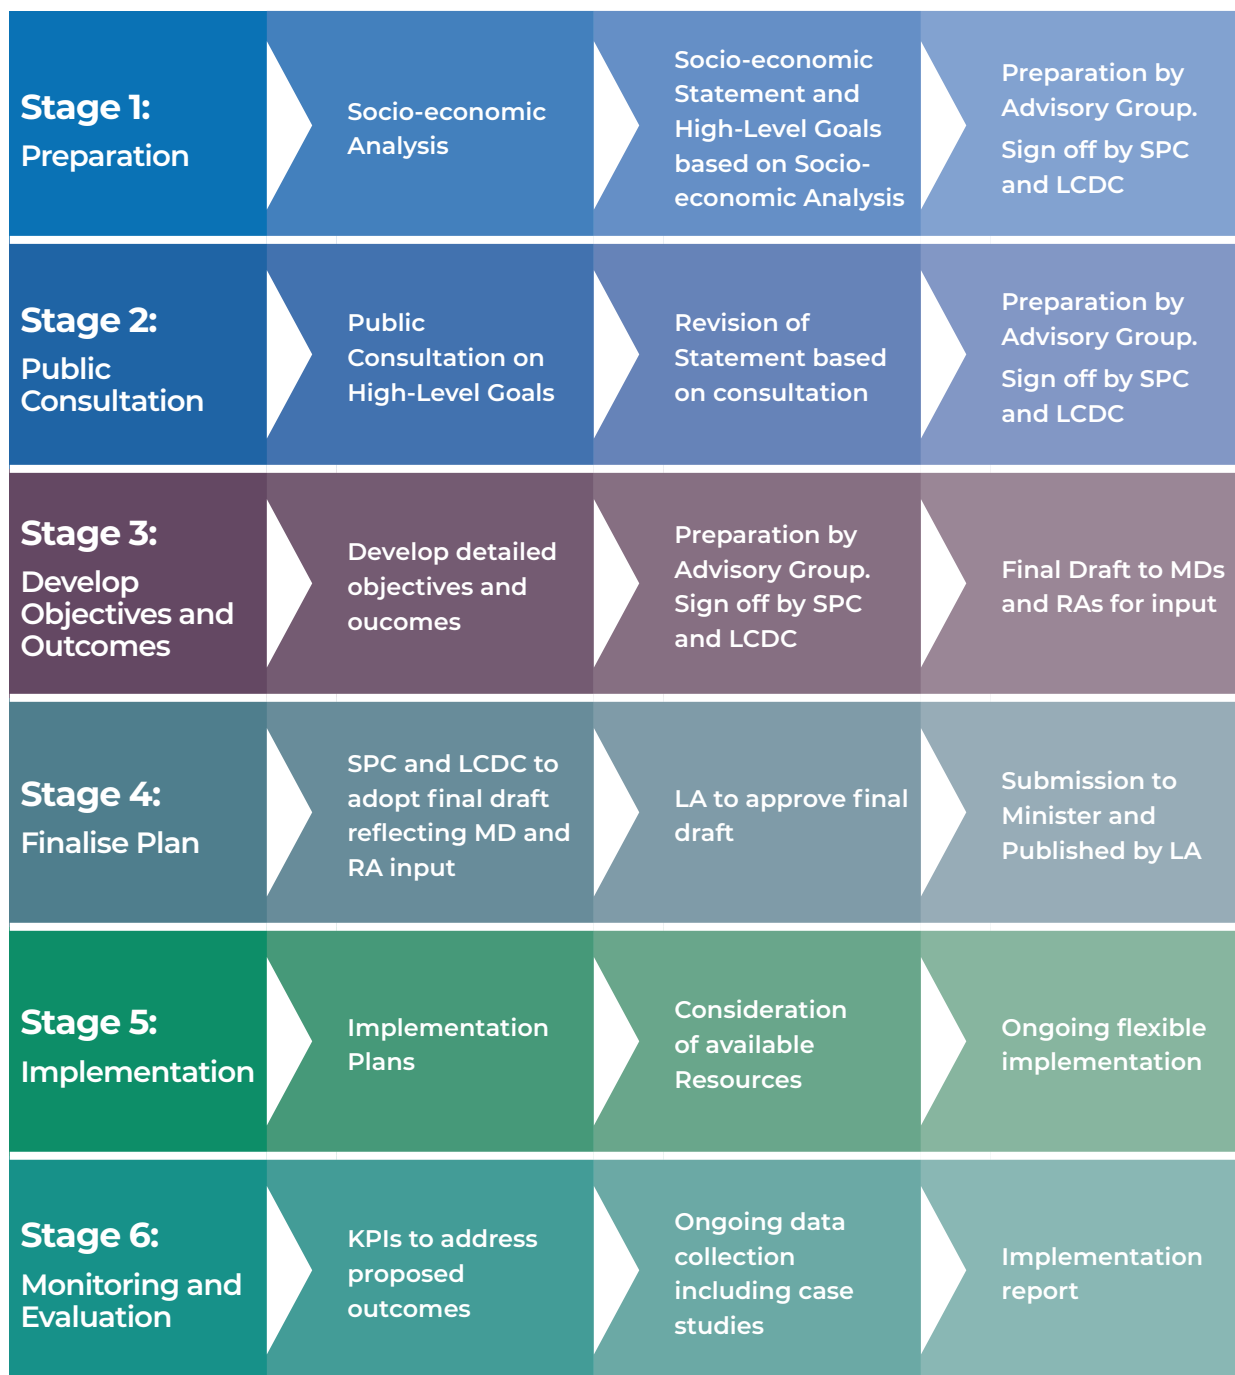 Stage 1:
Preparation
Socio-economic
Analysis
Socio-economic
Statement and
High-Level Goals
based on Socio-
economic Analysis
Preparation by
Advisory Group.
Sign off by SPC
and LCDC
Stage 2:
Public
Consultation
Public
Consultation on
High-Level Goals
Revision of
Statement based
on consultation
Preparation by
Advisory Group.
Sign off by SPC
and LCDC
Stage 3:
Develop
Objectives and
Outcomes
Develop detailed
objectives and
oucomes
Preparation by
Advisory Group.
Sign off by SPC
and LCDC
Final Draft to MDs
and RAs for input
Stage 4:
Finalise Plan
SPC and LCDC to
adopt final draft
reflecting MD and
RA input
LA to approve final
draft
Submission to
Minister and
Published by LA
Stage 5:
Implementation
Implementation
Plans
Consideration
of available
Resources
Ongoing flexible
implementation
Stage 6:
Monitoring and
Evaluation
KPIs to address
proposed
outcomes
Ongoing data
collection
including case
studies
Implementation
report